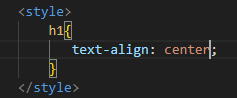 <style>
h1{
text-align: center;
}
</style>